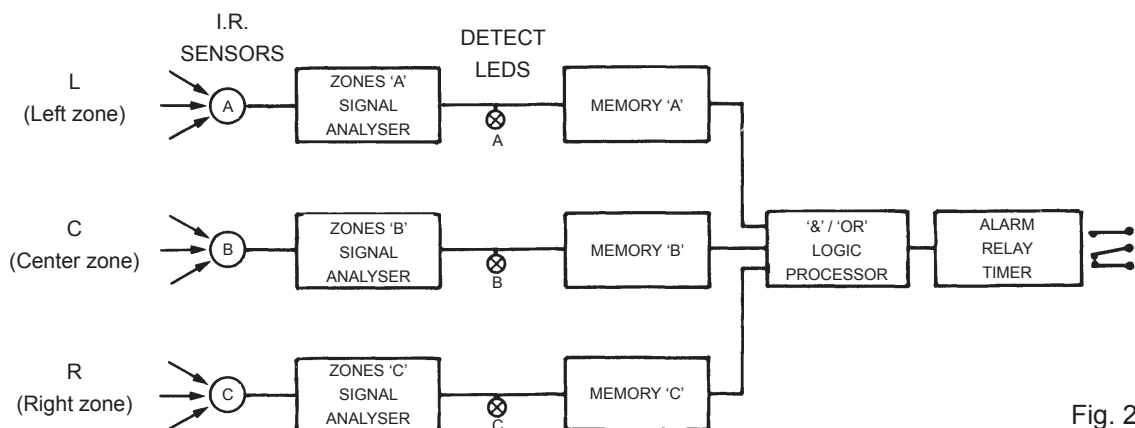 I.R.
SENSORS
DETECT
LEDS
L
(Left zone)
A
ZONES ‘A’
SIGNAL
ANALYSER
A
MEMORY ‘A’
C
(Center zone)
B
ZONES ‘B’
SIGNAL
ANALYSER
B
MEMORY ‘B’
‘&’ / ‘OR’
LOGIC
PROCESSOR
ALARM
RELAY
TIMER
R
(Right zone)
C
ZONES ‘C’
SIGNAL
ANALYSER
C
MEMORY ‘C’
Fig. 2